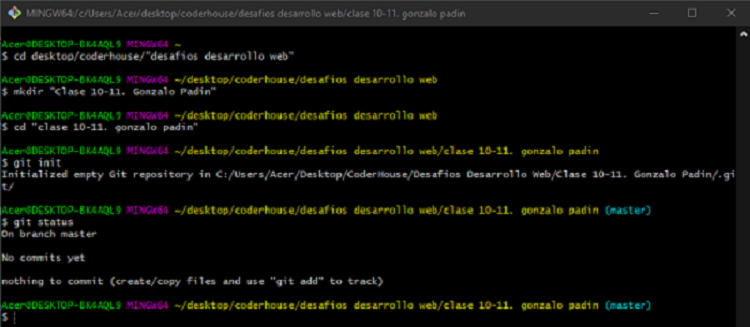 MINGW64:/c/Users/Acer/desktop/coderhouse/desafios desarrollo web/clase 10-11. gonzalo padin
Acer@DESKTOP-BK4AQL9 MINGW64 ~
$ cd desktop/coderhouse/"desafios desarrollo web"
Acer@DESKTOP-BK4AQL9 MINGW64 ~/desktop/coderhouse/desafios desarrollo web
$ mkdir "Clase 10-11. Gonzalo Padin"
Acer@DESKTOP-BK4AQL9 MINGW64 ~/desktop/coderhouse/desafios desarrollo web
$ cd "clase 10-11. gonzalo padin"
Acer@DESKTOP-BK4AQL9 MINGW64 ~/desktop/coderhouse/desafios desarrollo web/clase 10-11. gonzalo padin
$ git init
Initialized empty Git repository in C:/Users/Acer/Desktop/CoderHouse/Desafios Desarrollo Web/Clase 10-11. Gonzalo Padin/.gi
t/
Acer@DESKTOP-BK4AQL9 MINGW64 ~/desktop/coderhouse/desafios desarrollo web/clase 10-11. gonzalo padin (master)
$ git status
On branch master
No commits yet
nothing to commit (create/copy files and use "git add" to track)
Acer@DESKTOP-BK4AQL9 MINGW64 ~/desktop/coderhouse/desafios desarrollo web/clase 10-11. gonzalo padin (master)
$